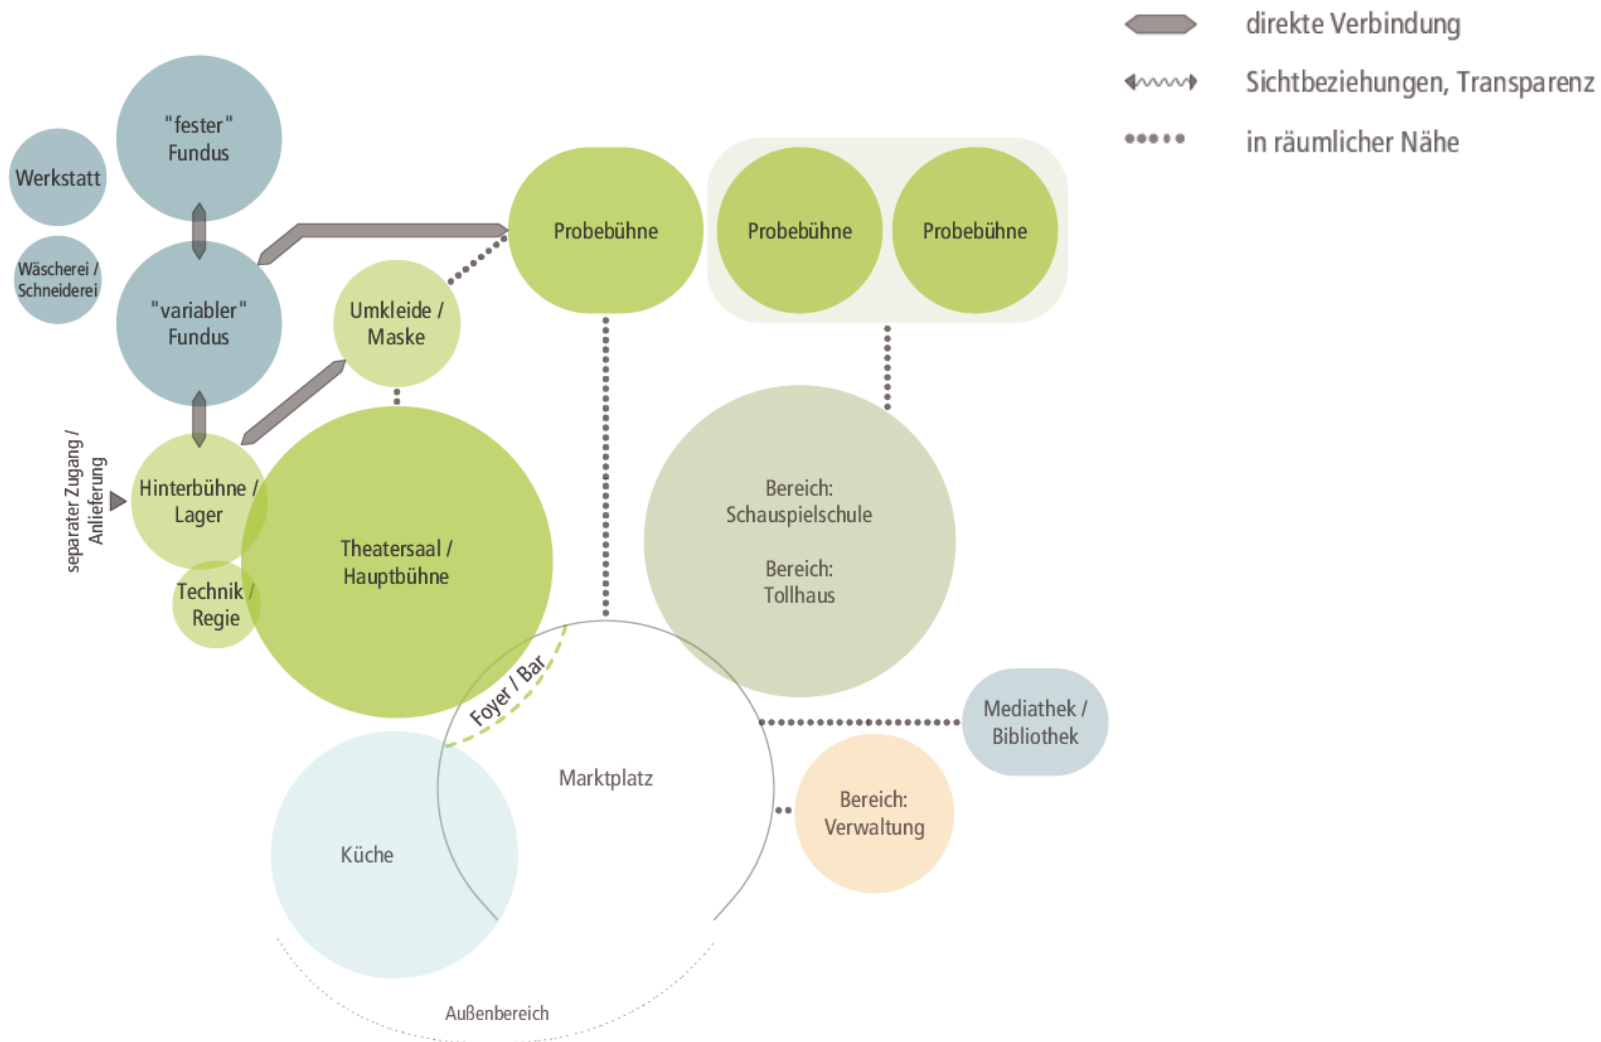 direkte Verbindung
Sichtbeziehungen, Transparenz
in räumlicher Nähe
"fester"
Fundus
Werkstatt
Wäscherei /
Schneiderei
"variabler"
Fundus
Umkleide /
Maske
Probebühne
Probebühne
Probebühne
separater Zugang /
Anlieferung
Hinterbühne /
Lager
Technik /
Regie
Theatersaal /
Hauptbühne
Bereich:
Schauspielschule
Bereich:
Tollhaus
Foyer / Bar
Marktplatz
Mediathek /
Bibliothek
Bereich:
Verwaltung
Küche
Außenbereich